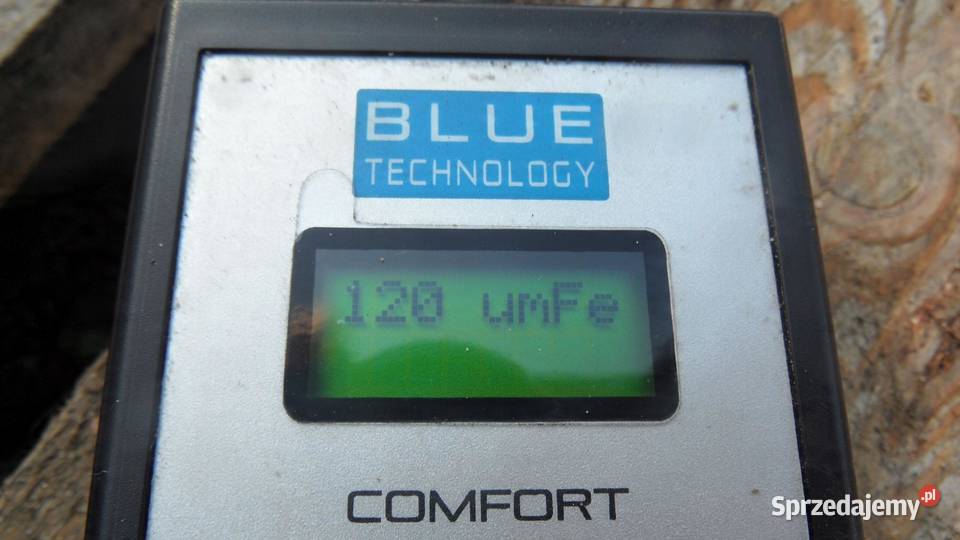 BLUE
TECHNOLOGY
120 umFe
COMFORT
Sprzedajemy.pl